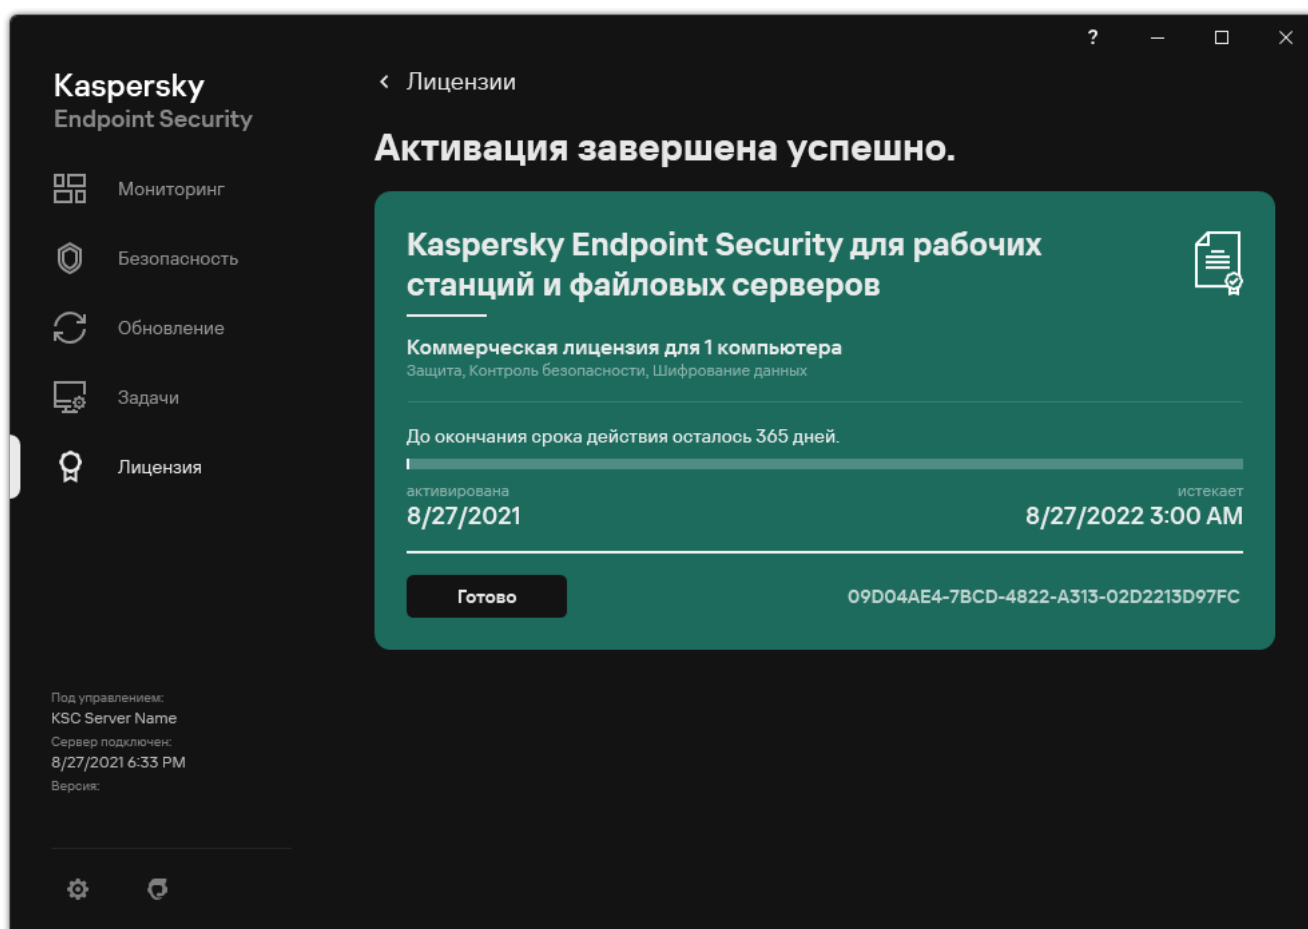 ?
Kaspersky
Endpoint Security
Мониторинг
Безопасность
Обновление
Задачи
Лицензия
Под управлением:
KSC Server Name
Сервер подключен:
8/27/2021 6:33 PM
Версия:
Лицензии
Активация завершена успешно.
Kaspersky Endpoint Security для рабочих
станций и файловых серверов
Коммерческая лицензия для 1 компьютера
Защита, Контроль безопасности, Шифрование данных
До окончания срока действия осталось 365 дней.
активирована
8/27/2021
истекает
8/27/2022 3:00 AM
Готово
09D04AE4-7BCD-4822-A313-02D2213D97FC